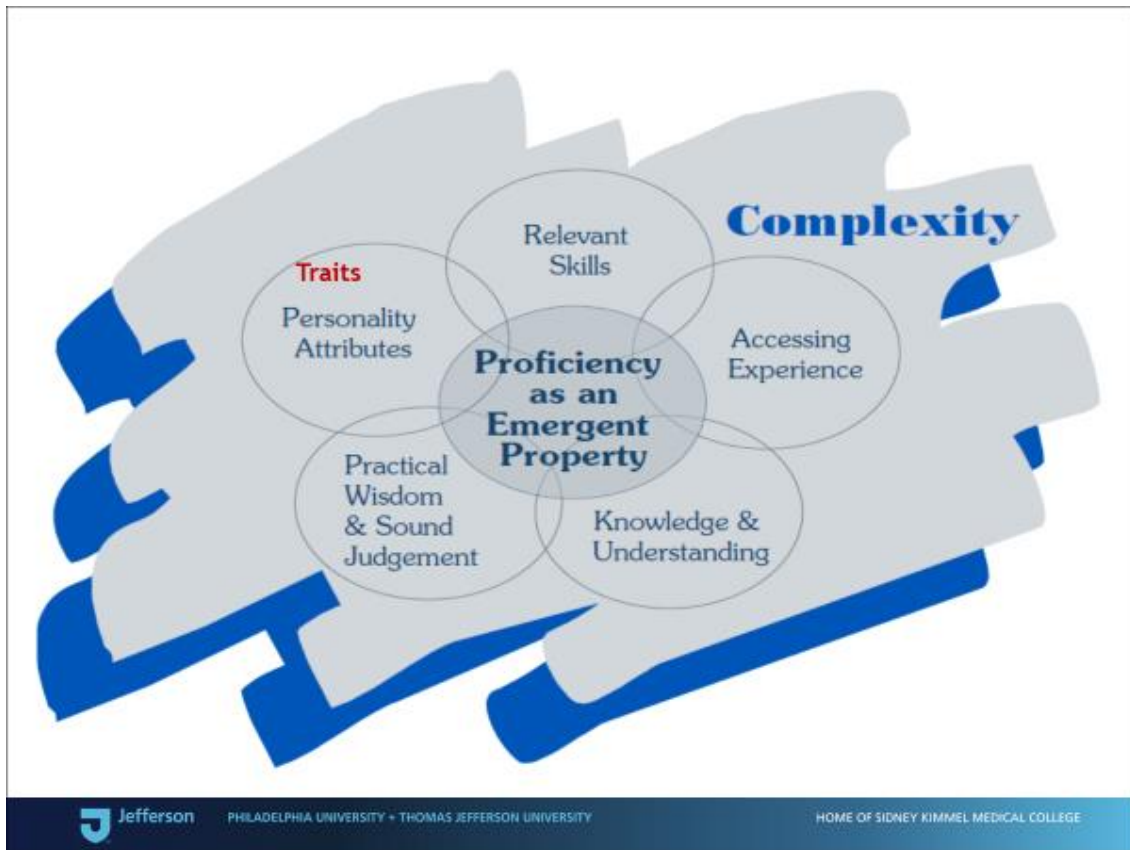 Complexity
Relevant
Skills
Traits
Personality
Attributes
Accessing
Experience
Proficiency
as an
Emergent
Property
Practical
Wisdom
& Sound
Judgement
Knowledge &
Understanding
Jefferson
PHILADELPHIA UNIVERSITY + THOMAS JEFFERSON UNIVERSITY
HOME OF SIDNEY KIMMEL MEDICAL COLLEGE